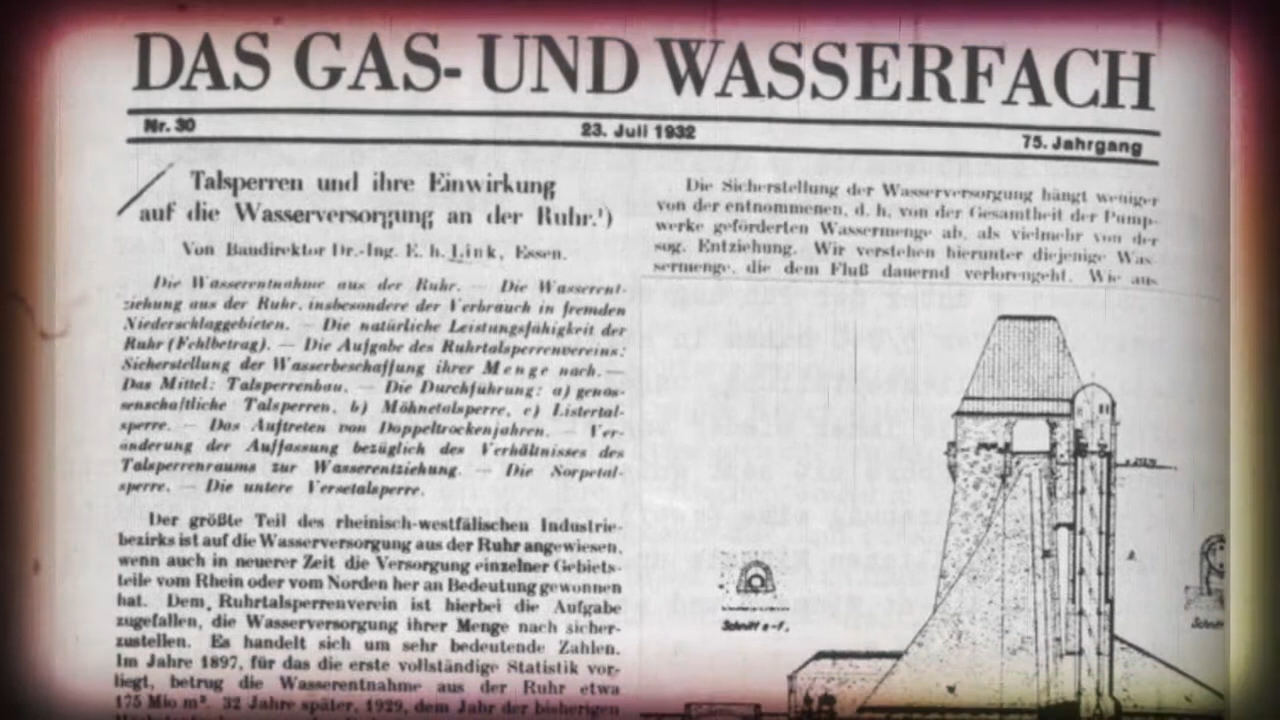 DAS GAS- UND WASSERFACH
Nr. 30
23. Juli 1932
75. Jahrgang
Talsperren und ihre Einwirkung
auf die Wasserversorgung an der Ruhr.¹)
Von Baudirektor Dr.-Ing. E. h. Link, Essen.
Die Wasserentnahme aus der Ruhr. — Die Wasserent-
ziehung aus der Ruhr, insbesondere der Verbrauch in fremden
Niederschlaggebieten. — Die natürliche Leistungsfähigkeit der
Ruhr (Fehlbetrag). — Die Aufgabe des Ruhrtalsperrenvereins:
Sicherstellung der Wasserbeschaffung ihrer Menge nach. —
Das Mittel: Talsperrenbau. — Die Durchführung: a) genos-
senschaftliche Talsperren, b) Möhnetalsperre, c) Listertal-
sperre. — Das Auftreten von Doppeltrockenjahren. — Ver-
änderung der Auffassung bezüglich des Verhältnisses des
Talsperrenraums zur Wasserentziehung. — Die Sorpetal-
sperre. — Die untere Versetalsperre.
Der größte Teil des rheinisch-westfälischen Industrie-
bezirks ist auf die Wasserversorgung aus der Ruhr angewiesen,
wenn auch in neuerer Zeit die Versorgung einzelner Gebiets-
teile vom Rhein oder vom Norden her an Bedeutung gewonnen
hat. Dem Ruhrtalsperrenverein ist hierbei die Aufgabe
zugefallen, die Wasserversorgung ihrer Menge nach sicher-
zustellen. Es handelt sich um sehr bedeutende Zahlen.
Im Jahre 1897, für das die erste vollständige Statistik vor-
liegt, betrug die Wasserentnahme aus der Ruhr etwa
175 Mio m³. 32 Jahre später, 1929, dem Jahr der bisherigen
Die Sicherstellung der Wasserversorgung hängt weniger
von der entnommenen, d. h. von der Gesamtheit der Pump-
werke geförderten Wassermenge ab, als vielmehr von der
sog. Entziehung. Wir verstehen hierunter diejenige Was-
sermenge, die dem Fluß dauernd verlorengeht. Wie aus
Schnitt e-f.